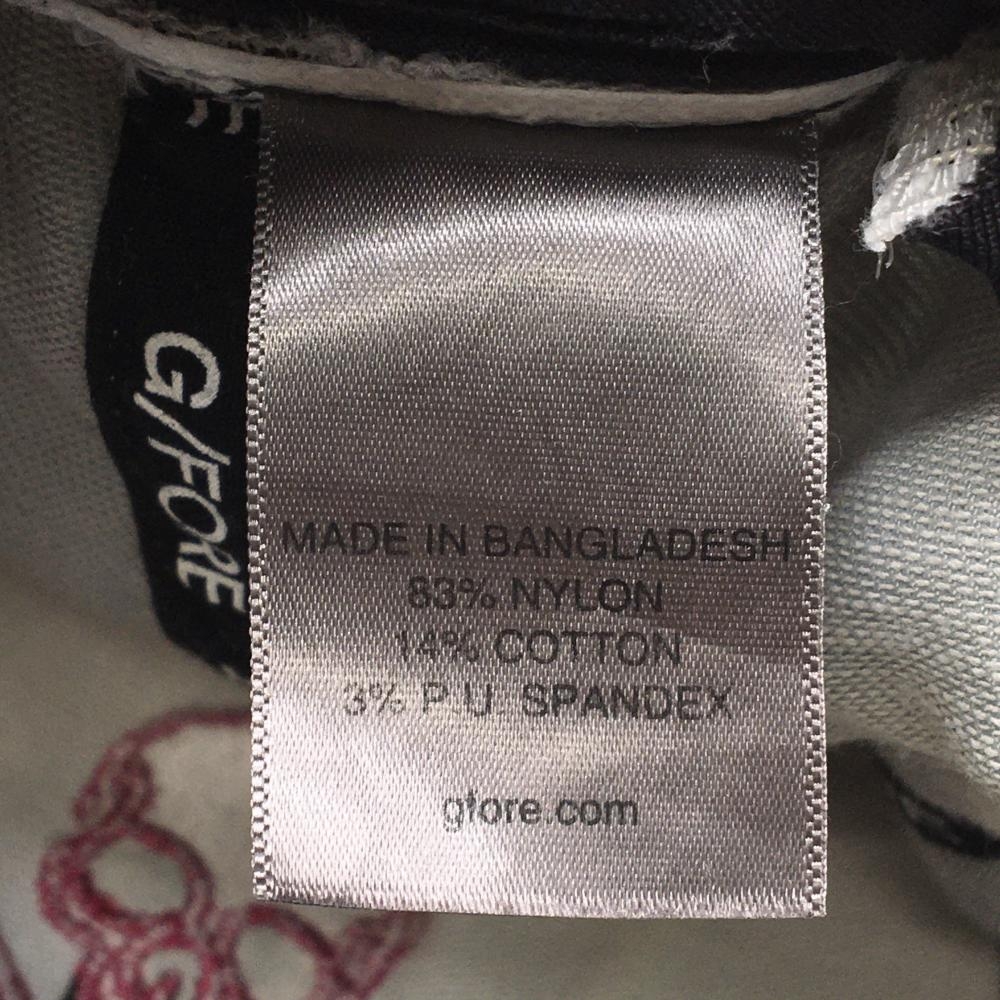 G/FORE
MADE IN BANGLADESH
83% NYLON
14% COTTON
3% P.U. SPANDEX
gfore.com